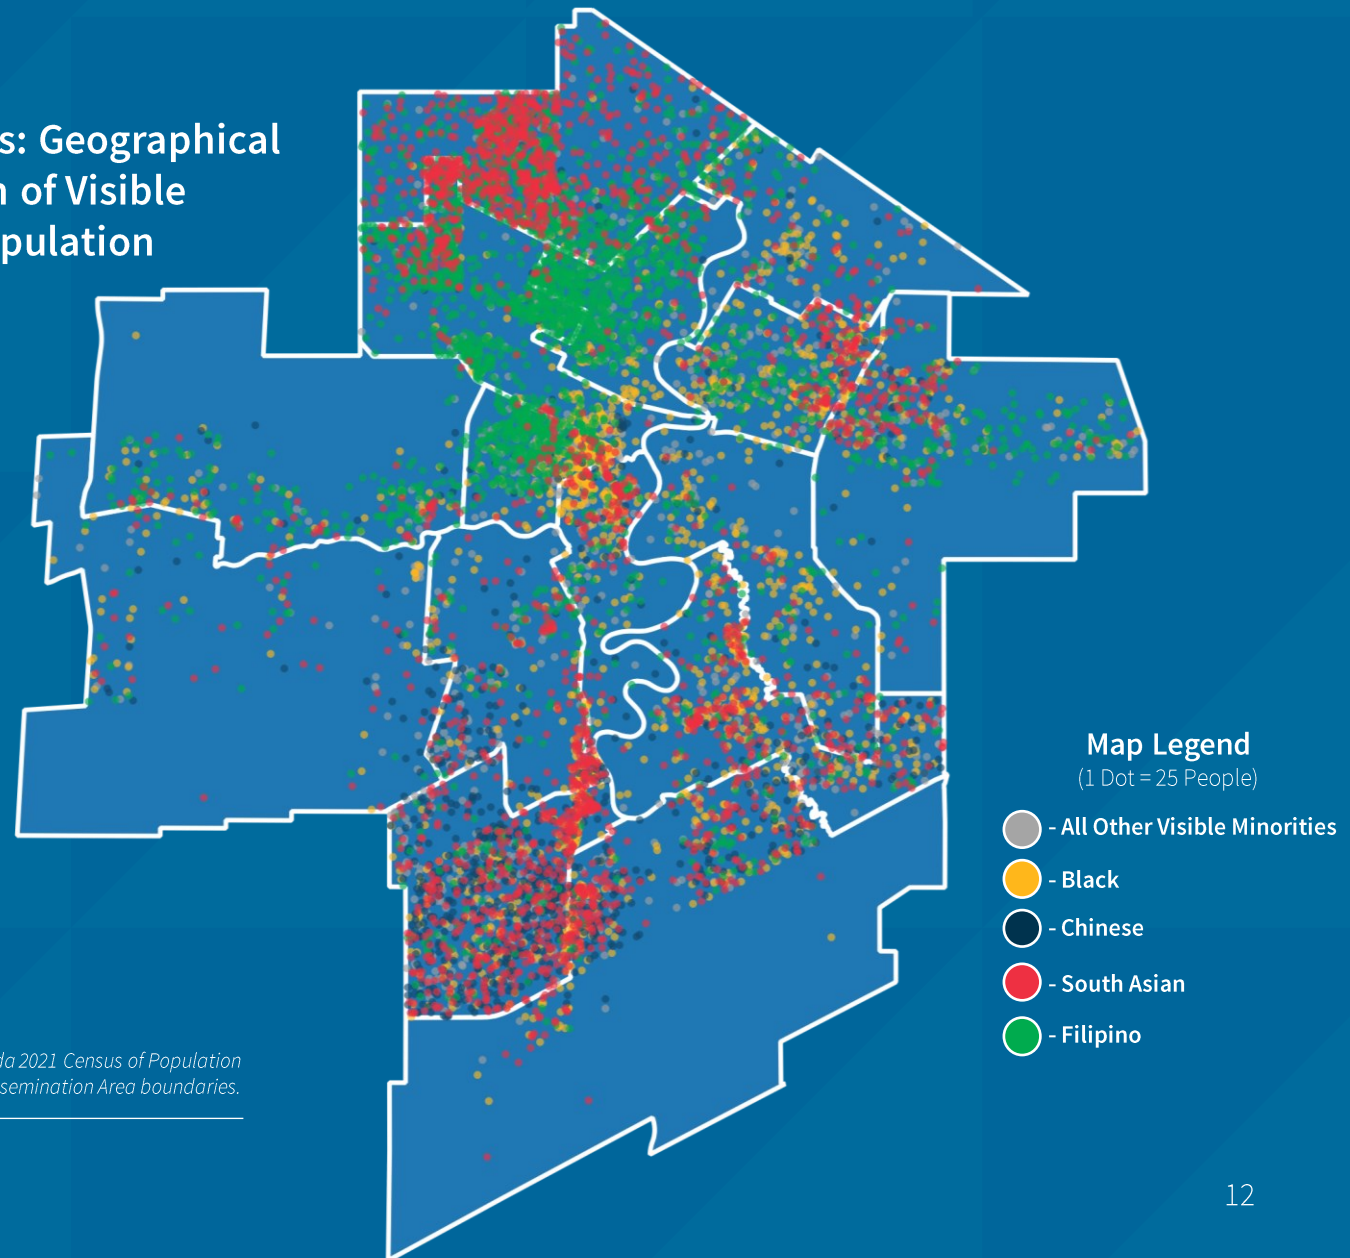 s: Geographical
n of Visible
pulation
Map Legend
(1 Dot = 25 People)
- All Other Visible Minorities
- Black
- Chinese
- South Asian
- Filipino
da 2021 Census of Population
semination Area boundaries.
12